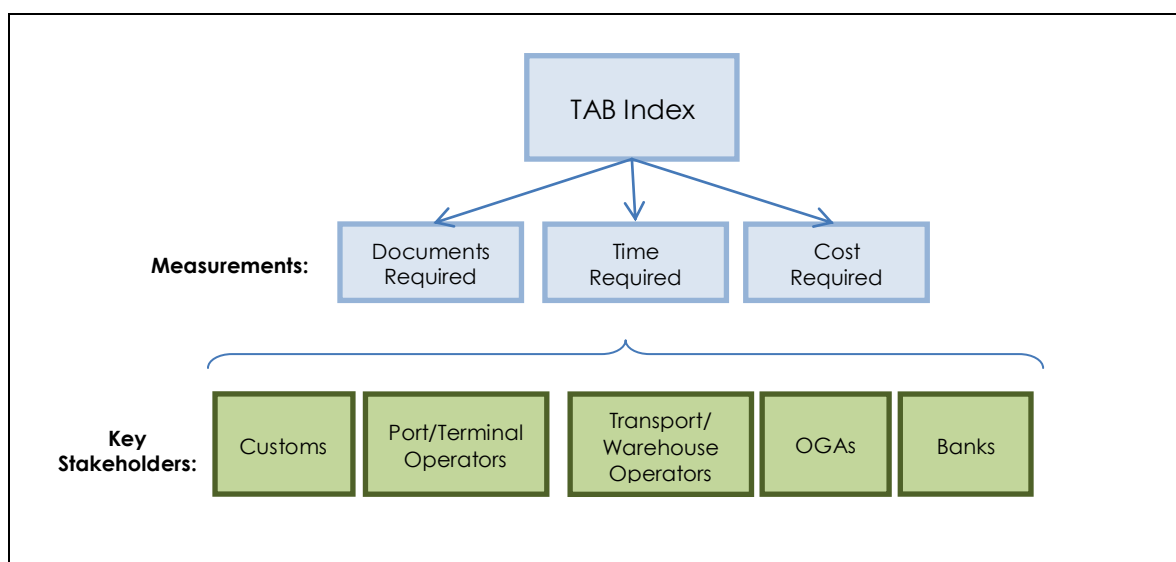 TAB Index
Measurements:
Documents
Required
Time
Required
Cost
Required
Key
Stakeholders:
Customs
Port/Terminal
Operators
Transport/
Warehouse
Operators
OGAs
Banks